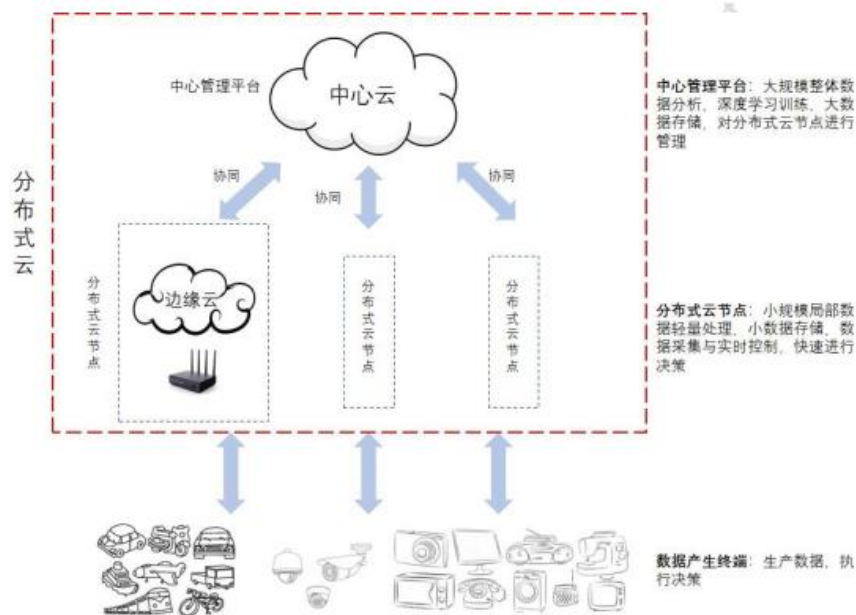 中心管理平台
中心云
中心管理平台：大规模整体数
据分析，深度学习训练，大数
据存储，对分布式云节点进行
管理
分布式云
协同
协同
协同
分布式云节点
边缘云
分布式云节点
分布式云节点
分布式云节点：小规模局部数
据轻量处理，小数据存储，数
据采集与实时控制，快速进行
决策
数据产生终端：生产数据，执
行决策